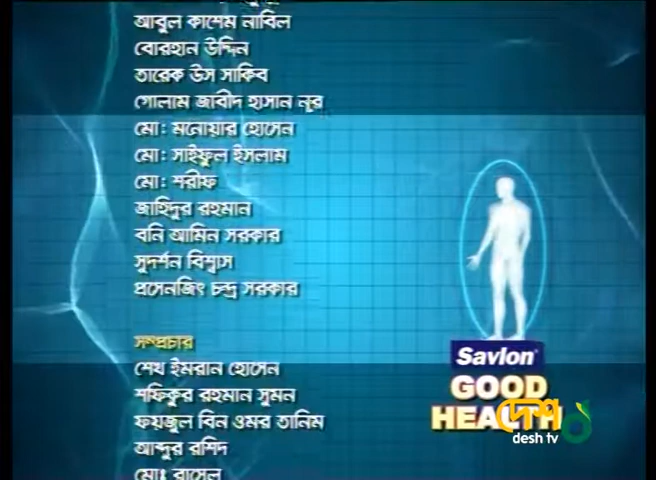 আবুল কাশেম নাবিল
বোরহান উদ্দিন
তারেক উস সাকিব
গোলাম জাবীদ হাসান নূর
মো: মনোয়ার হোসেন
মো: সাইফুল ইসলাম
মো: শরীফ
জাহিদুর রহমান
বনি আমিন সরকার
সুদর্শন বিশ্বাস
প্রসেনজিৎ চন্দ্র সরকার
সম্প্রচার
শেখ ইমরান হোসেন
শফিকুর রহমান সুমন
ফয়জুল বিন ওমর তানিম
আব্দুর রশিদ
মো: রাসেল
Savlon
GOOD
HEALTH
দেশ
desh tv